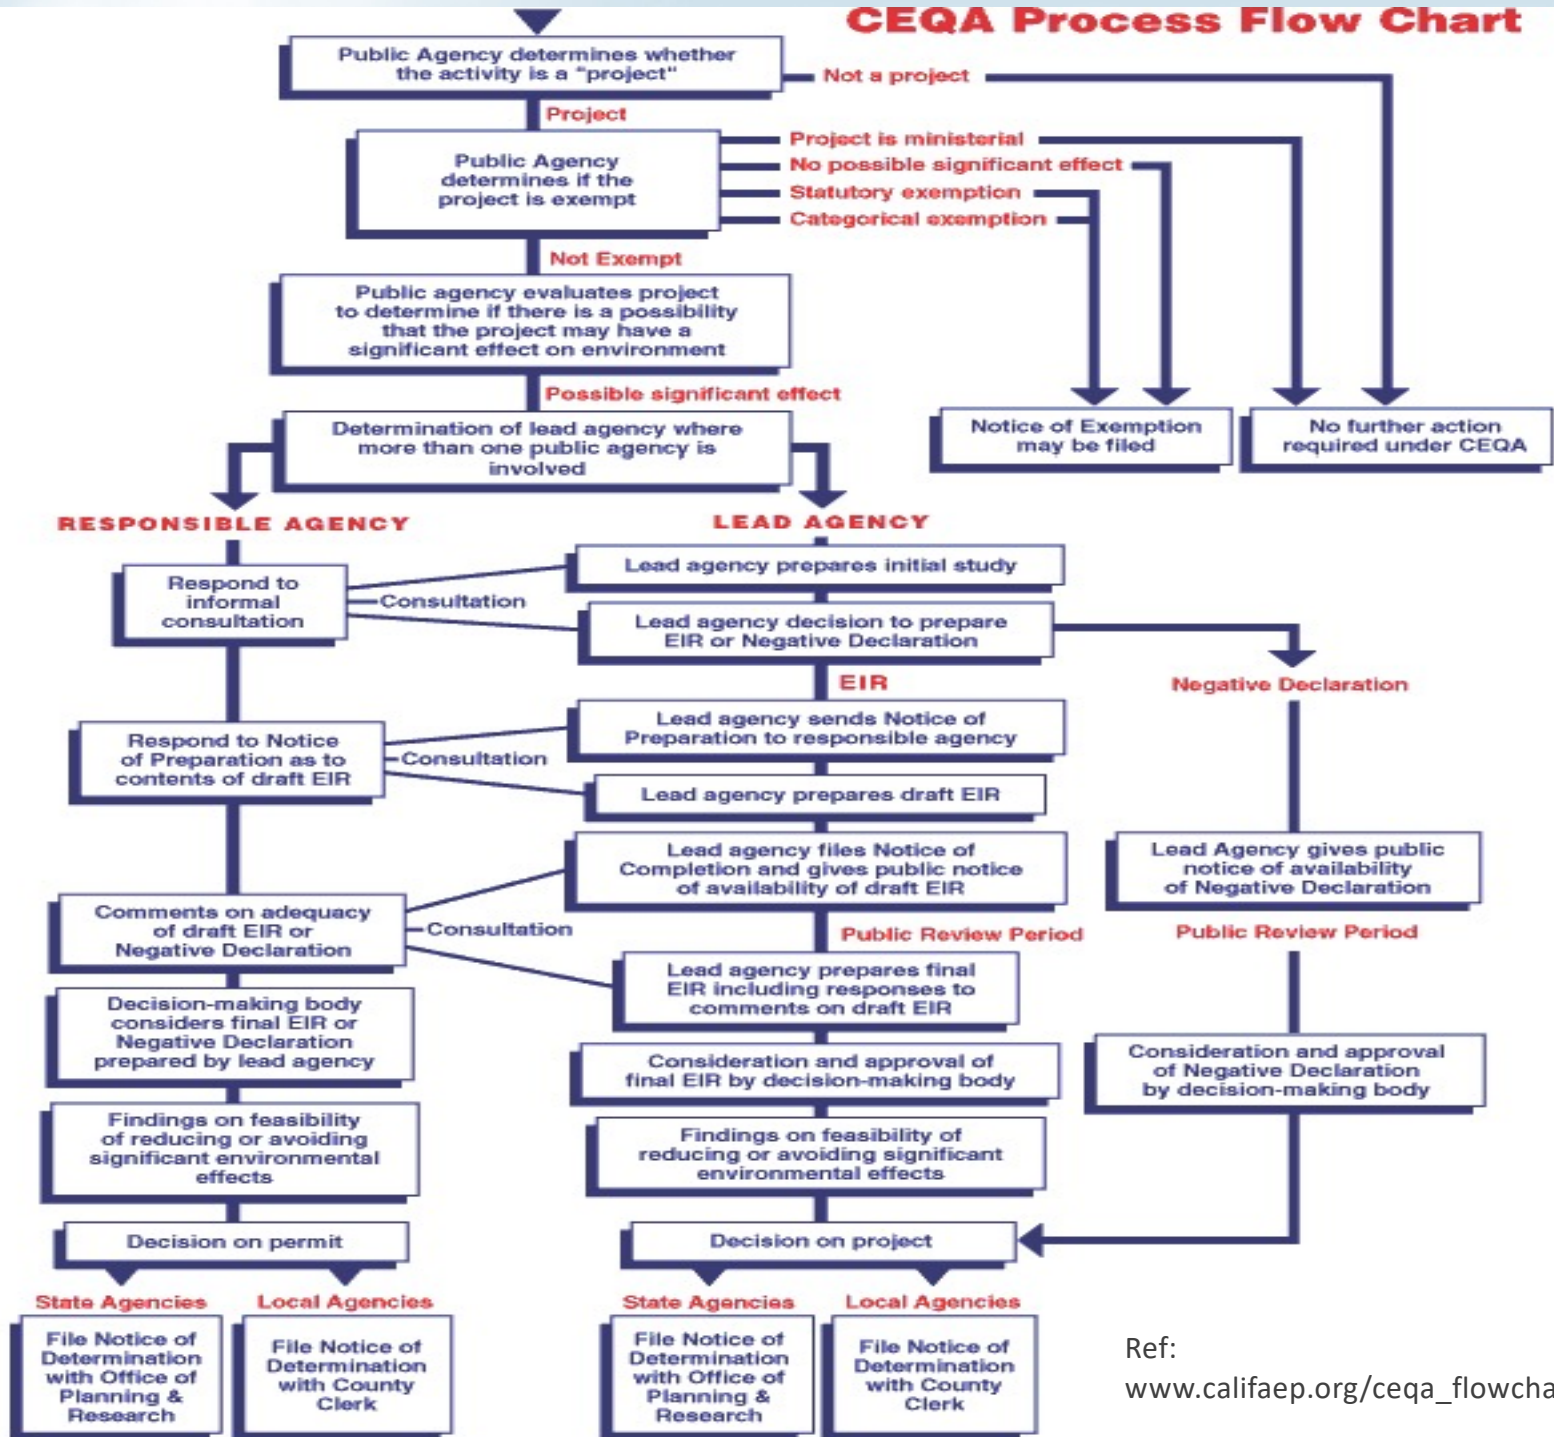 CEQA Process Flow Chart
Public Agency determines whether
the activity is a "project"
Not a project
Project
Public Agency
determines if the
project is exempt
Project is ministerial
No possible significant effect
Statutory exemption
Categorical exemption
Not Exempt
Public agency evaluates project
to determine if there is a possibility
that the project may have a
significant effect on environment
Possible significant effect
Determination of lead agency where
more than one public agency is
involved
Notice of Exemption
may be filed
No further action
required under CEQA
RESPONSIBLE AGENCY
LEAD AGENCY
Respond to
informal
consultation
Consultation
Lead agency prepares initial study
Lead agency decision to prepare
EIR or Negative Declaration
EIR
Negative Declaration
Respond to Notice
of Preparation as to
contents of draft EIR
Consultation
Lead agency sends Notice of
Preparation to responsible agency
Lead agency prepares draft EIR
Lead agency files Notice of
Completion and gives public notice
of availability of draft EIR
Lead Agency gives public
notice of availability
of Negative Declaration
Comments on adequacy
of draft EIR or
Negative Declaration
Consultation
Public Review Period
Public Review Period
Lead agency prepares final
EIR including responses to
comments on draft EIR
Decision-making body
considers final EIR or
Negative Declaration
prepared by lead agency
Consideration and approval of
final EIR by decision-making body
Consideration and approval
of Negative Declaration
by decision-making body
Findings on feasibility
of reducing or avoiding
significant environmental
effects
Findings on feasibility of
reducing or avoiding significant
environmental effects
Decision on permit
Decision on project
State Agencies
Local Agencies
State Agencies
Local Agencies
File Notice of
Determination
with Office of
Planning &
Research
File Notice of
Determination
with County
Clerk
File Notice of
Determination
with Office of
Planning &
Research
File Notice of
Determination
with County
Clerk
Ref:
www.califaep.org/ceqa_flowcha